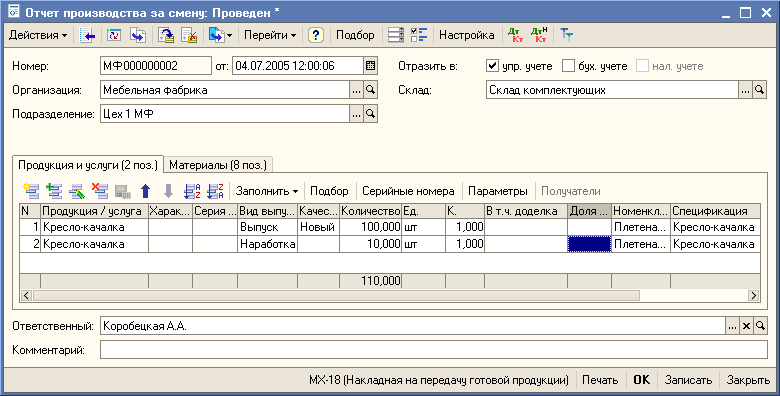 Отчет производства за смену: Проведен *
Действия Перейти ? Подбор Настройка Дт Кт Дт Н Кт
Номер: МФ000000002 от: 04.07.2005 12:00:06 Отразить в: упр. учете бух. учете нал. учете
Организация: Мебельная фабрика ... Склад: Склад комплектующих ...
Подразделение: Цех 1 МФ ...
Продукция и услуги (2 поз.) Материалы (8 поз.)
Заполнить Подбор Серийные номера Параметры Получатели
N Продукция / услуга Харак... Серия ... Вид выпу... Качес... Количество Ед. К. В т.ч. доделка Доля ... Номенкл... Спецификация
1 Кресло-качалка Выпуск Новый 100,000 шт 1,000 Плетена... Кресло-качалка
2 Кресло-качалка Наработка 10,000 шт 1,000 Плетена... Кресло-качалка
110,000
Ответственный: Коробецкая А.А. ... x
Комментарий:
МХ-18 (Накладная на передачу готовой продукции) Печать OK Записать Закрыть